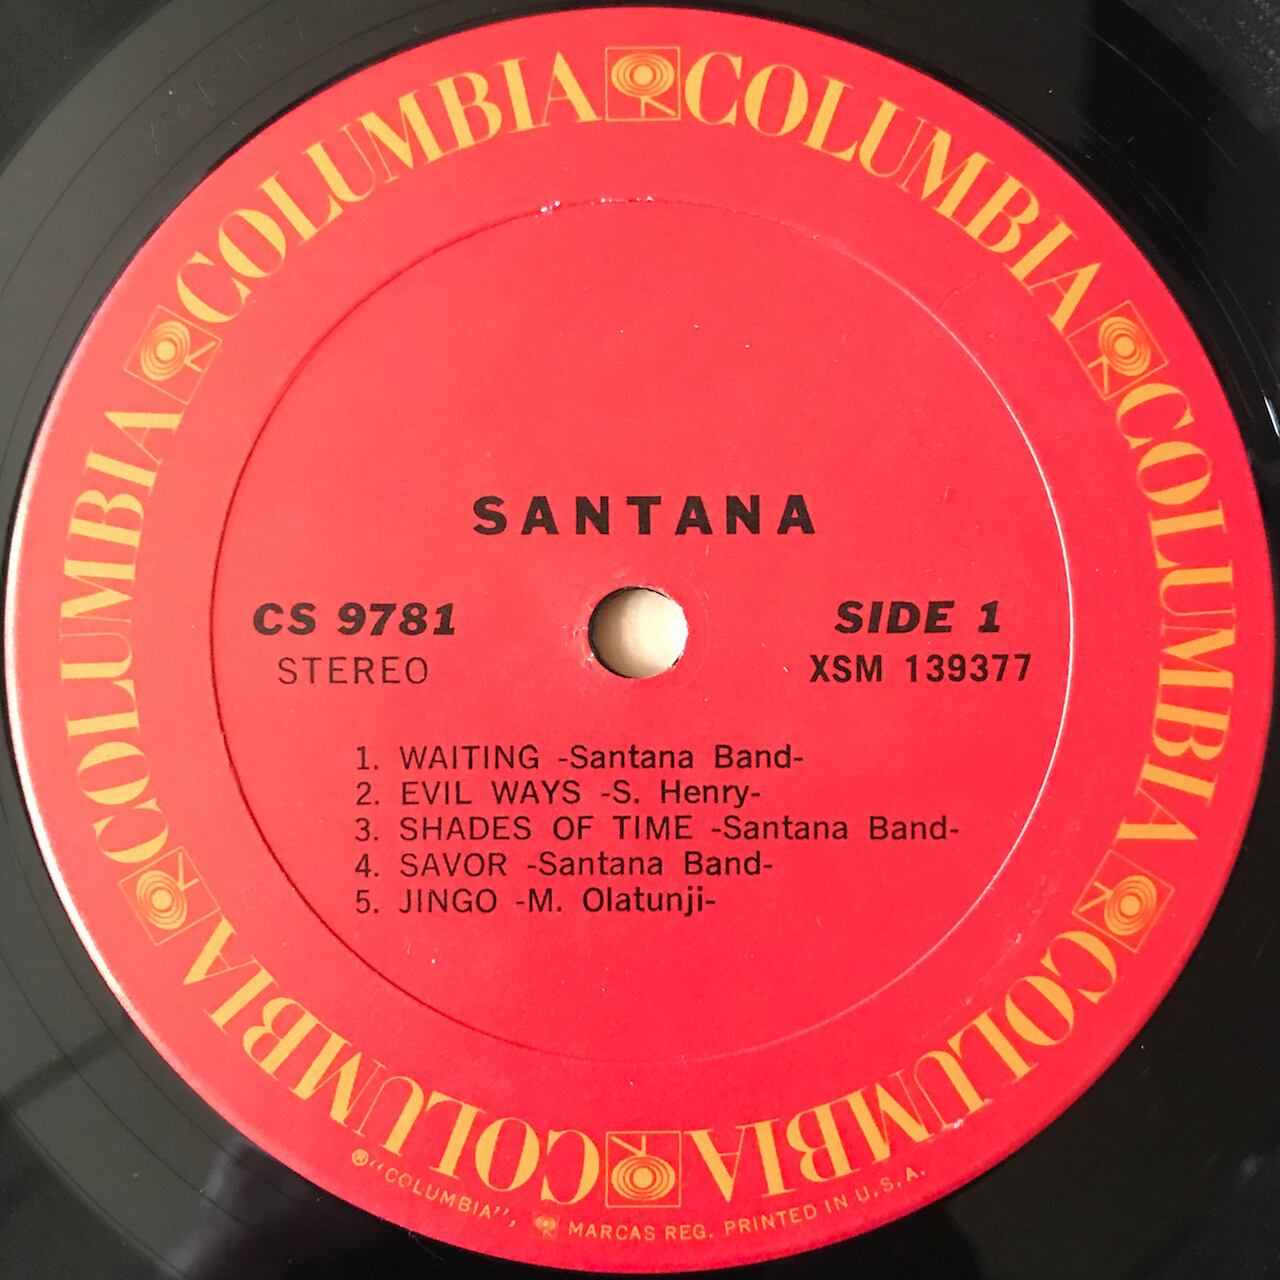 COLUMBIA COLUMBIA COLUMBIA COLUMBIA COLUMBIA COLUMBIA
SANTANA
CS 9781
STEREO
SIDE 1
XSM 139377
1. WAITING -Santana Band-
2. EVIL WAYS -S. Henry-
3. SHADES OF TIME -Santana Band-
4. SAVOR -Santana Band-
5. JINGO -M. Olatunji-
®"COLUMBIA", MARCAS REG. PRINTED IN U.S.A.